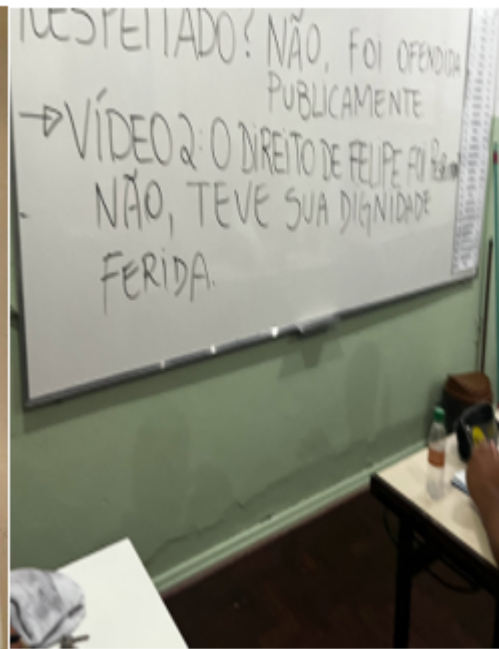 RESPEITADO? NÃO, FOI OFENDIDA
PUBLICAMENTE
→ VÍDEO 2: O DIREITO DE FELIPE FOI
NÃO, TEVE SUA DIGNIDADE
FERIDA.